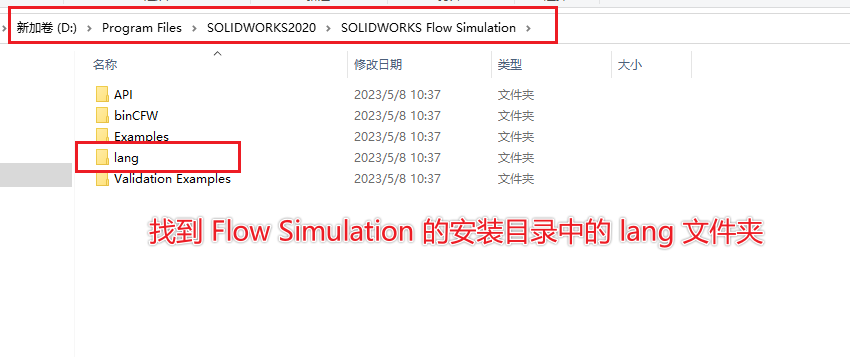 新加卷 (D:) › Program Files › SOLIDWORKS2020 › SOLIDWORKS Flow Simulation ›
名称 修改日期 类型 大小
API 2023/5/8 10:37 文件夹
binCFW 2023/5/8 10:37 文件夹
Examples 2023/5/8 10:37 文件夹
lang 2023/5/8 10:37 文件夹
Validation Examples 2023/5/8 10:37 文件夹
找到 Flow Simulation 的安装目录中的 lang 文件夹